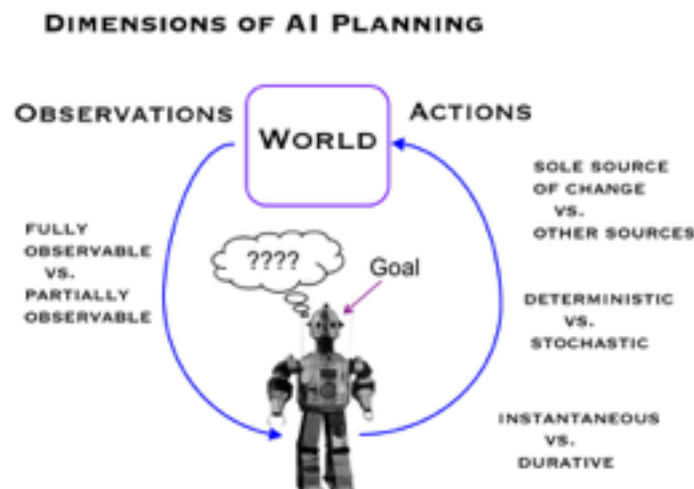 DIMENSIONS OF AI PLANNING
OBSERVATIONS
WORLD
ACTIONS
FULLY
OBSERVABLE
VS.
PARTIALLY
OBSERVABLE
????
Goal
SOLE SOURCE
OF CHANGE
VS.
OTHER SOURCES
DETERMINISTIC
VS.
STOCHASTIC
INSTANTANEOUS
VS.
DURATIVE